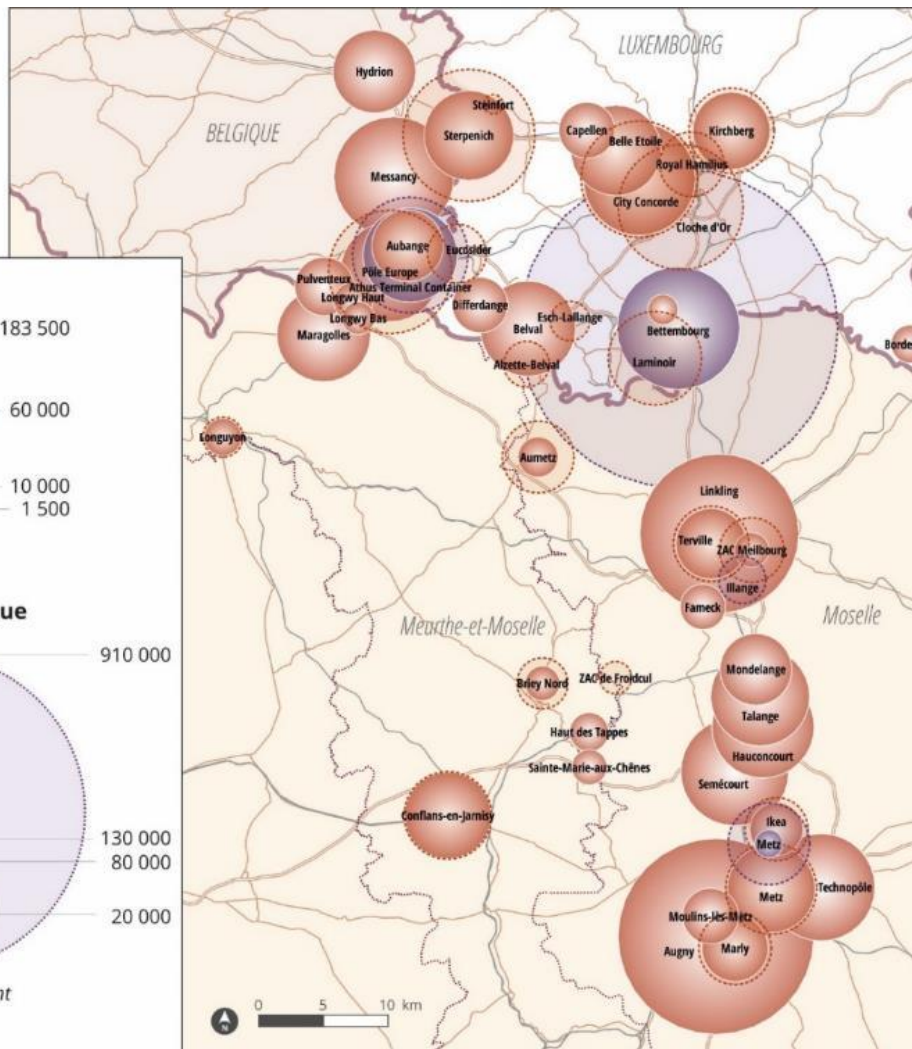 LUXEMBOURG
Hydrion
Steinfort
BELGIQUE
Sterpenich
Capellen
Belle Etoile
Kirchberg
Royal Hamilius
Messancy
City Concorde
Cloche d'Or
Aubange
Eurosider
Pôle Europe
Pulventeux
Athus Terminal Container
Longwy Haut
Differdange
Longwy Bas
Esch-Lallange
Belval
Bettembourg
Maragolles
Borde
Alzette-Belval
Laminoir
183 500
60 000
10 000
1 500
Longuyon
Aumetz
Linkling
Terville
ZAC Meilbourg
Illange
Fameck
ue
910 000
130 000
80 000
20 000
nt
Meurthe-et-Moselle
Moselle
Briey Nord
ZAC de Froidcul
Mondelange
Talange
Haut des Tappes
Hauconcourt
Sainte-Marie-aux-Chênes
Semécourt
Conflans-en-Jarnisy
Ikea
Metz
Metz
Technopôle
Moulins-lès-Metz
Augny
Marly
N
0 5 10 km